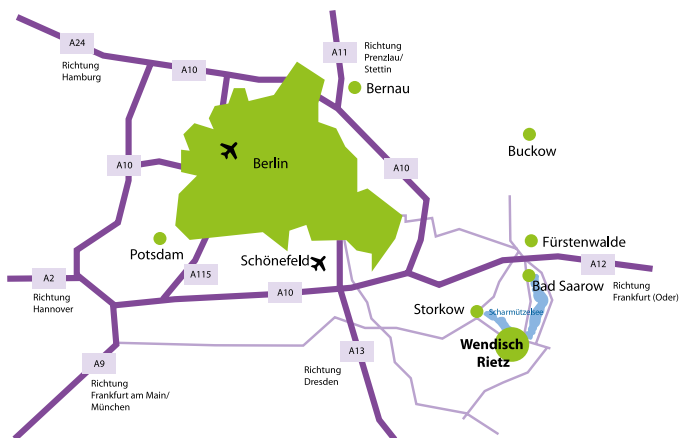 A24
Richtung
Hamburg
A10
A11
Richtung
Prenzlau/
Stettin
Bernau
Buckow
A10
Berlin
A10
Potsdam
Schönefeld
Fürstenwalde
A2
Richtung
Hannover
A115
A10
A12
Richtung
Frankfurt (Oder)
Bad Saarow
Storkow
Scharmützelsee
Wendisch
Rietz
A9
Richtung
Frankfurt am Main/
München
A13
Richtung
Dresden